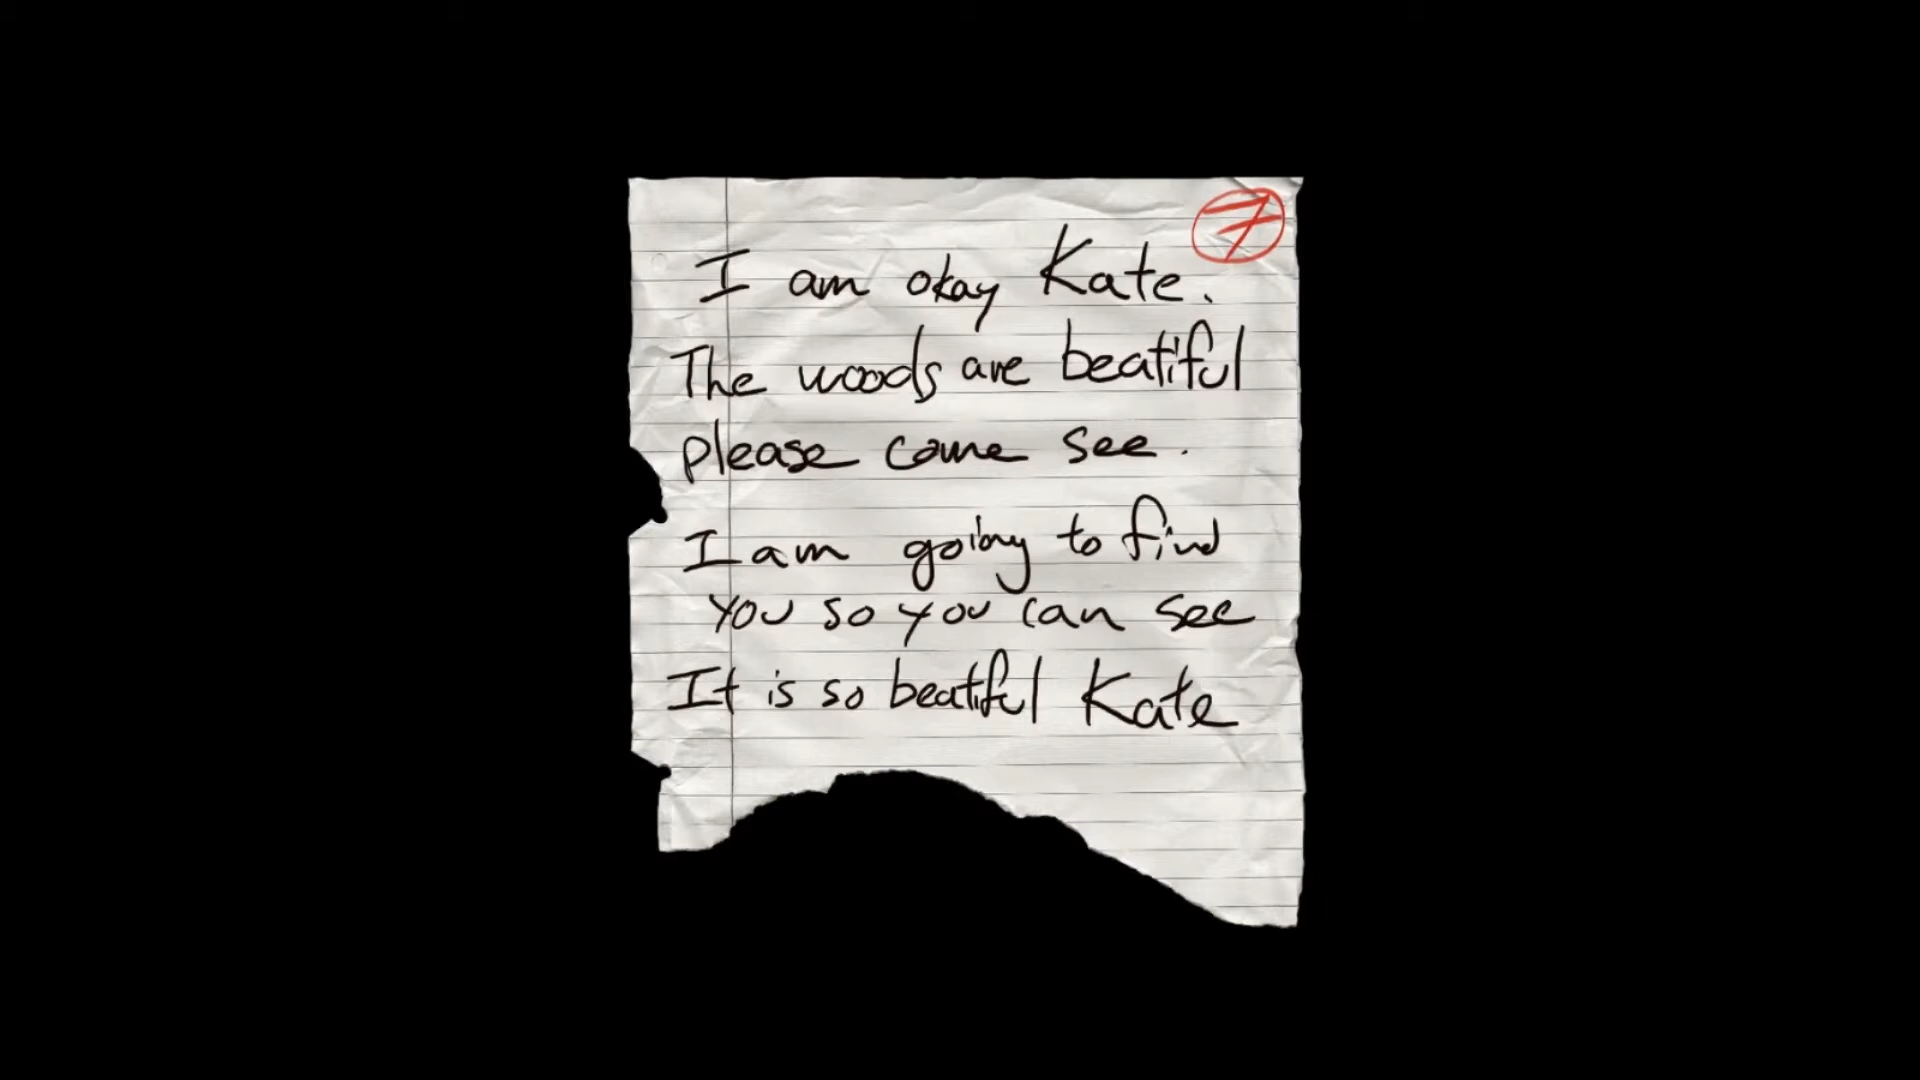 7
I am okay Kate.
The woods are beatiful
please come see.
I am going to find
you so you can see
It is so beatiful Kate